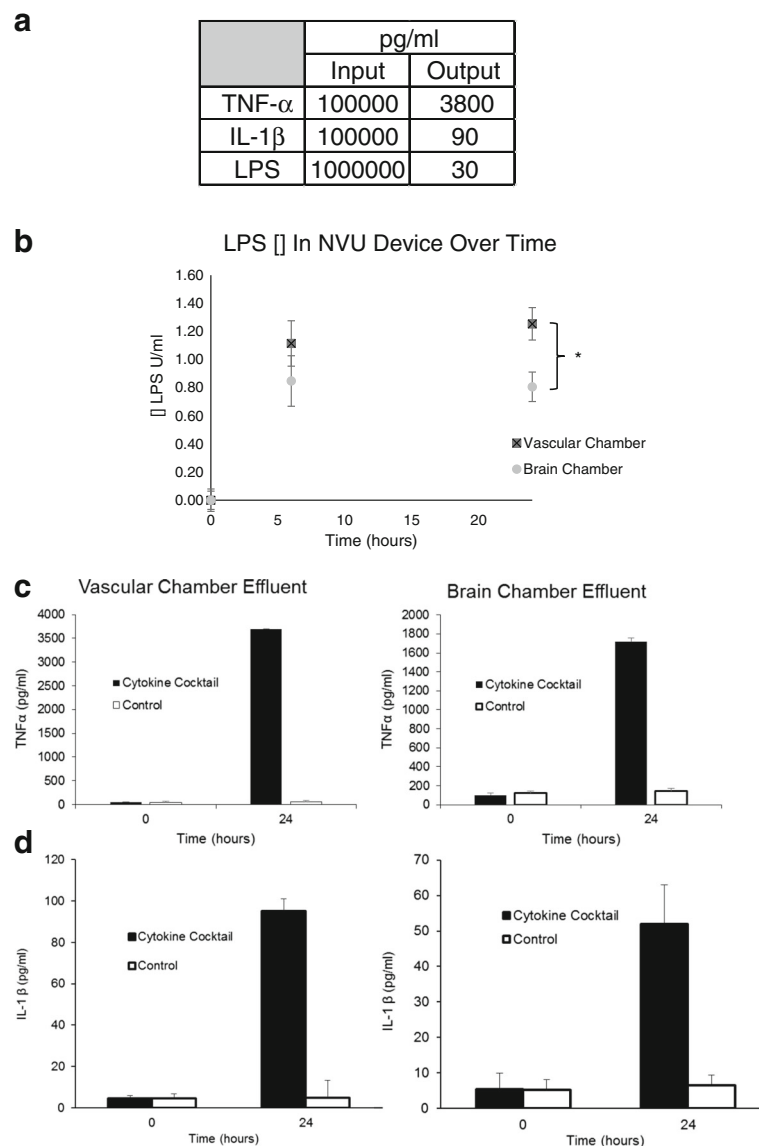 a
pg/ml
Input Output
TNF-α 100000 3800
IL-1β 100000 90
LPS 1000000 30
b
LPS [] In NVU Device Over Time
[] LPS U/ml
1.60
1.40
1.20
1.00
0.80
0.60
0.40
0.20
0.00
*
Vascular Chamber
Brain Chamber
0 5 10 15 20
Time (hours)
c
Vascular Chamber Effluent
TNFα (pg/ml)
4000
3500
3000
2500
2000
1500
1000
500
0
Cytokine Cocktail
Control
0 24
Time (hours)
Brain Chamber Effluent
TNFα (pg/ml)
2000
1800
1600
1400
1200
1000
800
600
400
200
0
Cytokine Cocktail
Control
0 24
Time (hours)
d
IL-1 β (pg/ml)
120
100
80
60
40
20
0
Cytokine Cocktail
Control
0 24
Time (hours)
IL-1 β (pg/ml)
70
60
50
40
30
20
10
0
Cytokine Cocktail
Control
0 24
Time (hours)